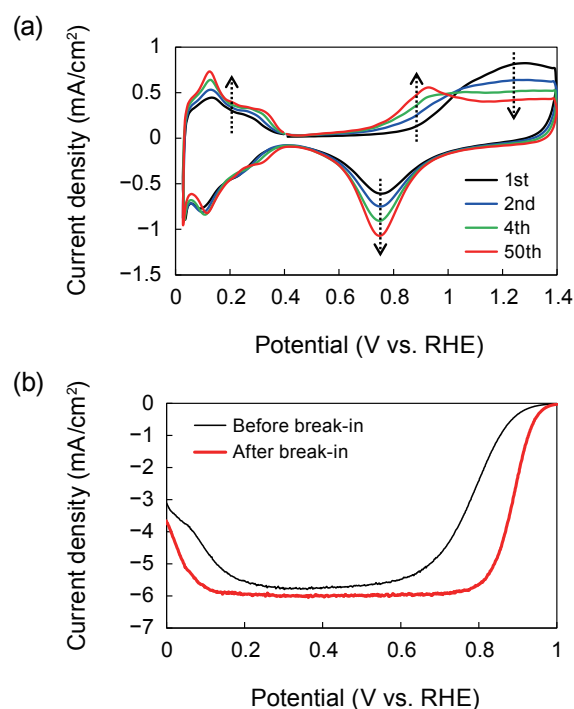 (a)
Current density (mA/cm²)
1
0.5
0
−0.5
−1
−1.5
1st
2nd
4th
50th
0 0.2 0.4 0.6 0.8 1 1.2 1.4
Potential (V vs. RHE)
(b)
Current density (mA/cm²)
0
−1
−2
−3
−4
−5
−6
−7
Before break-in
After break-in
0 0.2 0.4 0.6 0.8 1
Potential (V vs. RHE)